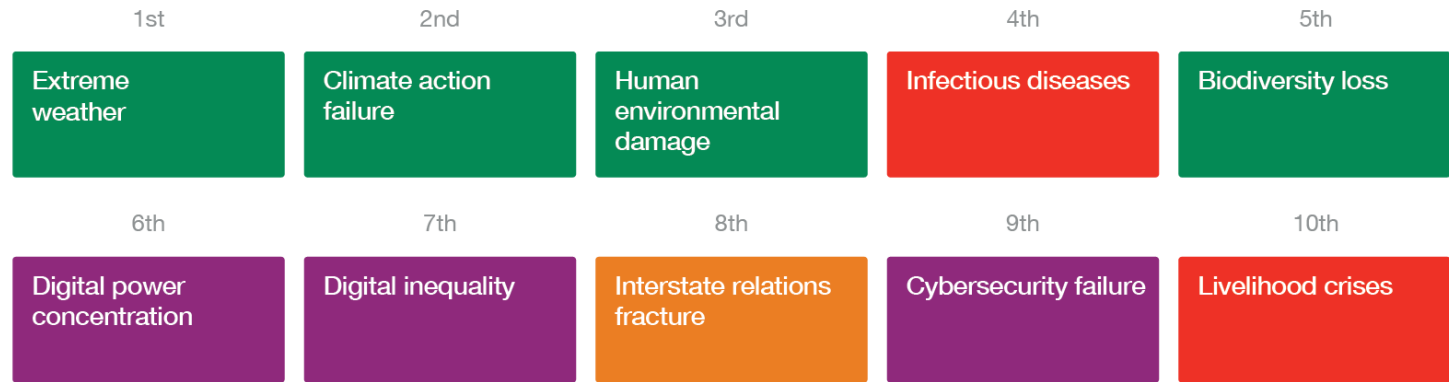 1st
2nd
3rd
4th
5th
Extreme
weather
Climate action
failure
Human
environmental
damage
Infectious diseases
Biodiversity loss
6th
7th
8th
9th
10th
Digital power
concentration
Digital inequality
Interstate relations
fracture
Cybersecurity failure
Livelihood crises